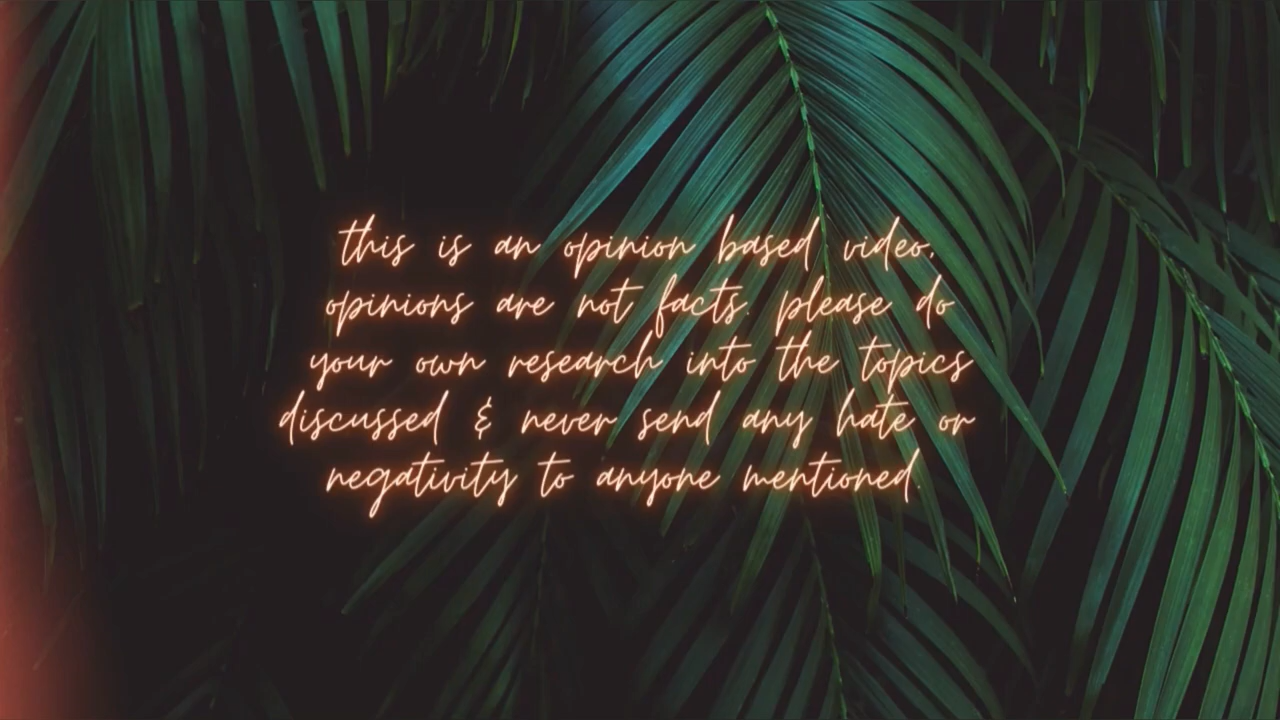 this is an opinion based video,
opinions are not facts. please do
your own research into the topics
discussed & never send any hate or
negativity to anyone mentioned.